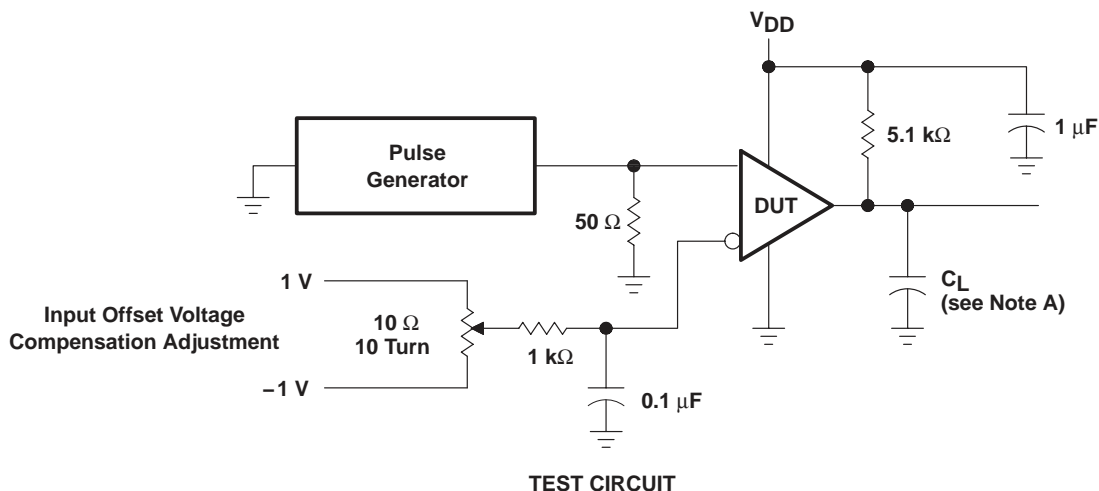 VDD
5.1 kΩ
1 μF
Pulse
Generator
DUT
50 Ω
CL
(see Note A)
1 V
Input Offset Voltage
Compensation Adjustment
10 Ω
10 Turn
1 kΩ
−1 V
0.1 μF
TEST CIRCUIT